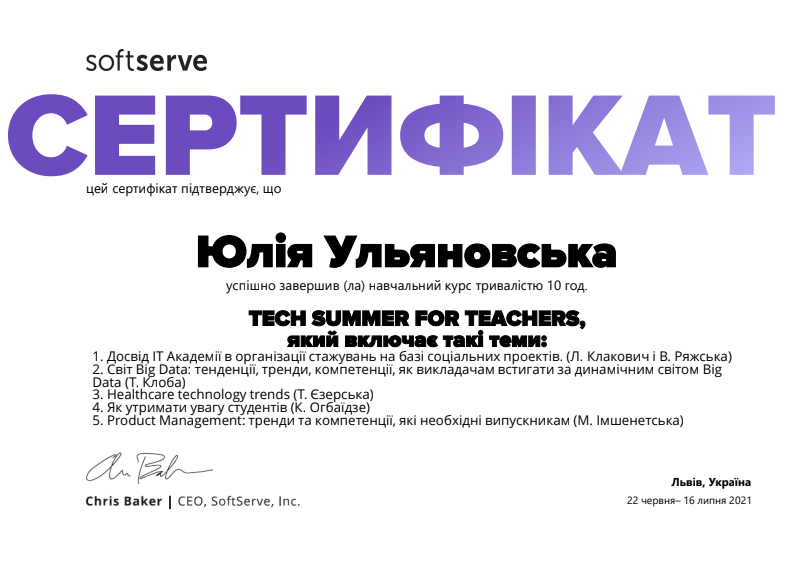 softserve
СЕРТИФІКАТ
цей сертифікат підтверджує, що
Юлія Ульяновська
успішно завершив (ла) навчальний курс тривалістю 10 год.
TECH SUMMER FOR TEACHERS,
який включає такі теми:
1. Досвід ІТ Академії в організації стажувань на базі соціальних проектів. (Л. Клакович і В. Ряжська)
2. Світ Big Data: тенденції, тренди, компетенції, як викладачам встигати за динамічним світом Big
Data (Т. Клоба)
3. Healthcare technology trends (Т. Єзерська)
4. Як утримати увагу студентів (К. Огбаїдзе)
5. Product Management: тренди та компетенції, які необхідні випускникам (М. Імшенетська)
Chris Baker | CEO, SoftServe, Inc.
Львів, Україна
22 червня– 16 липня 2021